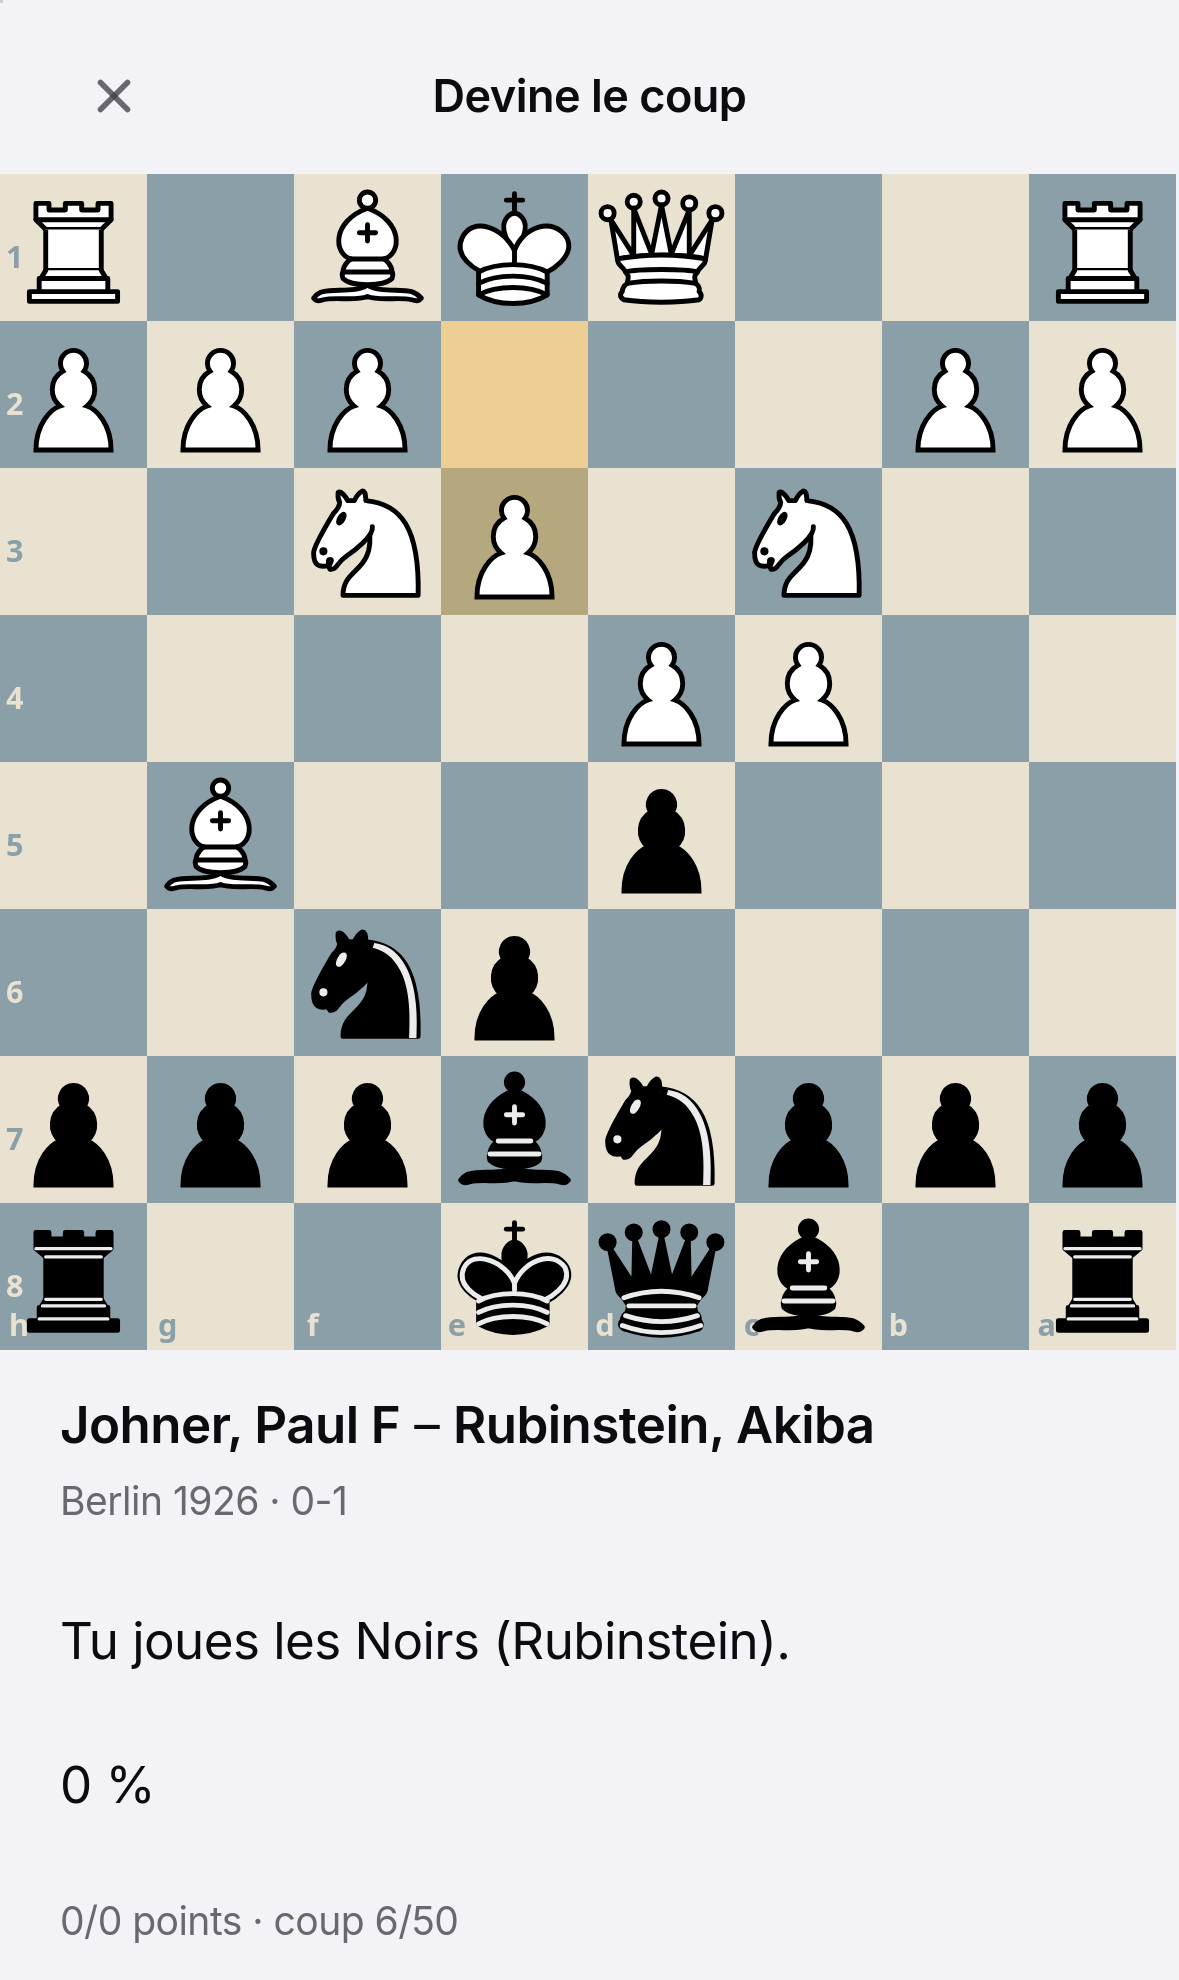 Devine le coup
1
2
3
4
5
6
7
8
h g f e d c b a
Johner, Paul F – Rubinstein, Akiba
Berlin 1926 · 0-1
Tu joues les Noirs (Rubinstein).
0 %
0/0 points · coup 6/50